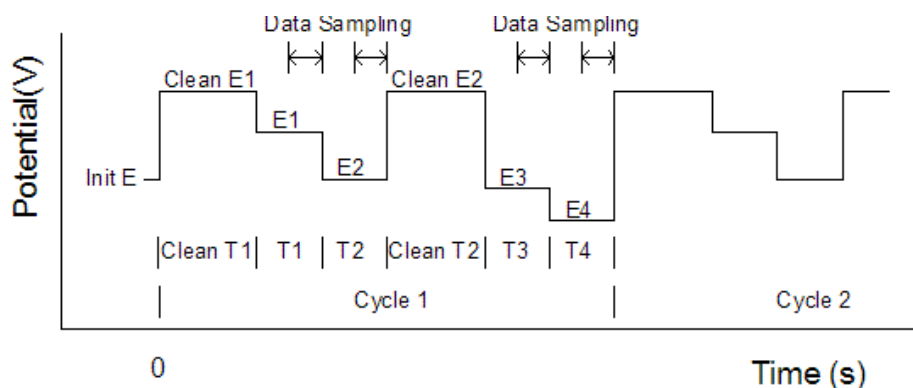 Data Sampling Data Sampling
Clean E1 Clean E2
E1
E2 E3
Init E
E4
Clean T1 T1 T2 Clean T2 T3 T4
Cycle 1 Cycle 2
Potential(V)
0
Time (s)